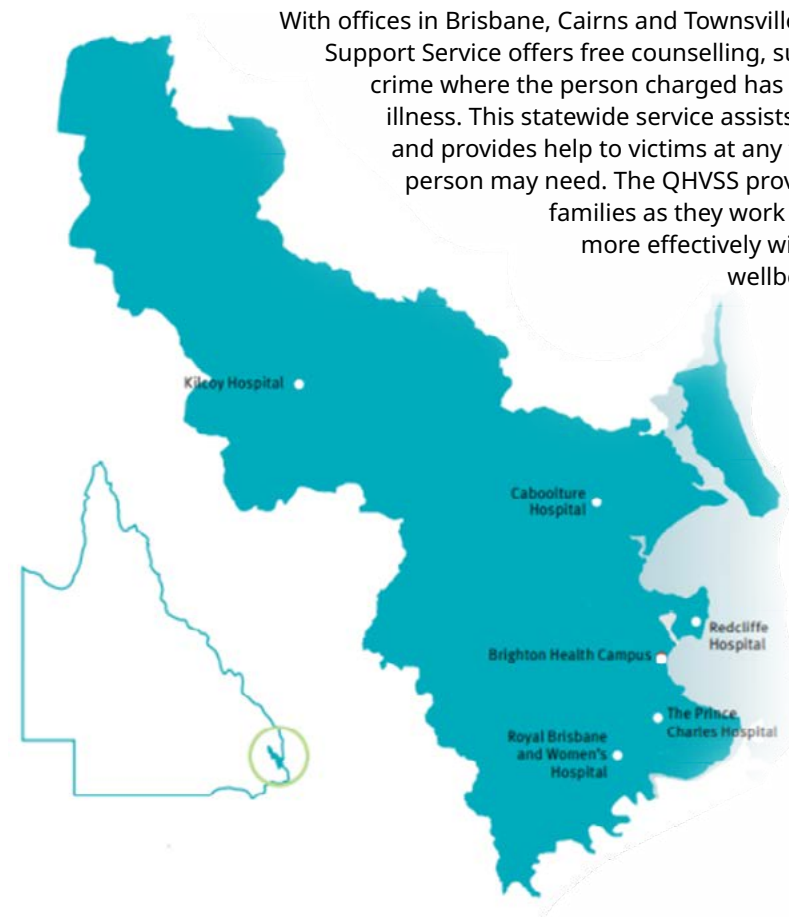 With offices in Brisbane, Cairns and Townsville
Support Service offers free counselling, su
crime where the person charged has
illness. This statewide service assists
and provides help to victims at any
person may need. The QHVSS prov
families as they work
more effectively wi
wellbe
Kilcoy Hospital
Caboolture
Hospital
Redcliffe
Hospital
Brighton Health Campus
The Prince
Charles Hospital
Royal Brisbane
and Women's
Hospital